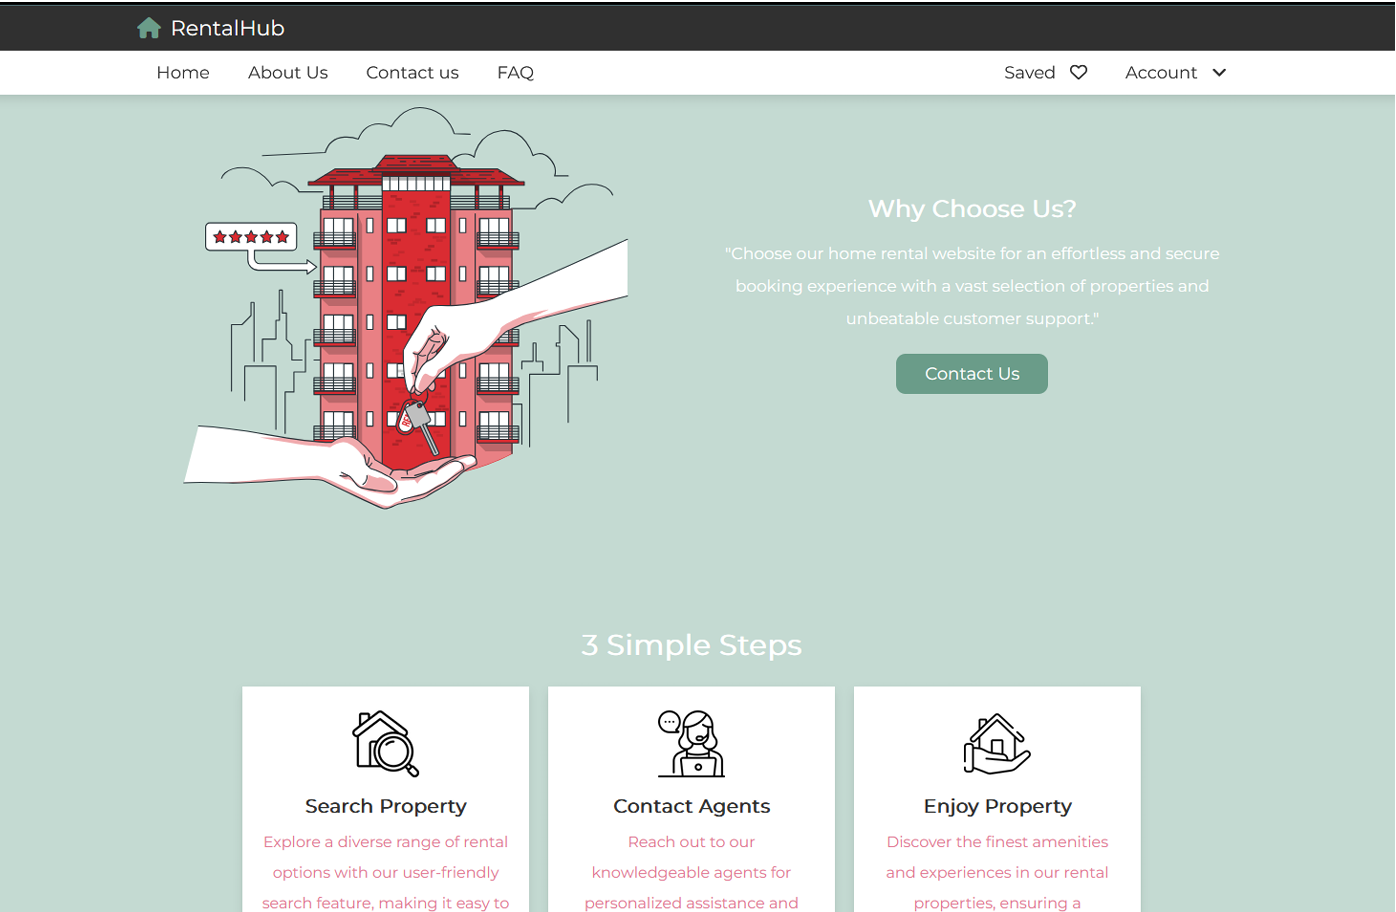 RentalHub
Home About Us Contact us FAQ Saved Account
Why Choose Us?
"Choose our home rental website for an effortless and secure
booking experience with a vast selection of properties and
unbeatable customer support."
Contact Us
3 Simple Steps
Search Property
Explore a diverse range of rental
options with our user-friendly
search feature, making it easy to
Contact Agents
Reach out to our
knowledgeable agents for
personalized assistance and
Enjoy Property
Discover the finest amenities
and experiences in our rental
properties, ensuring a